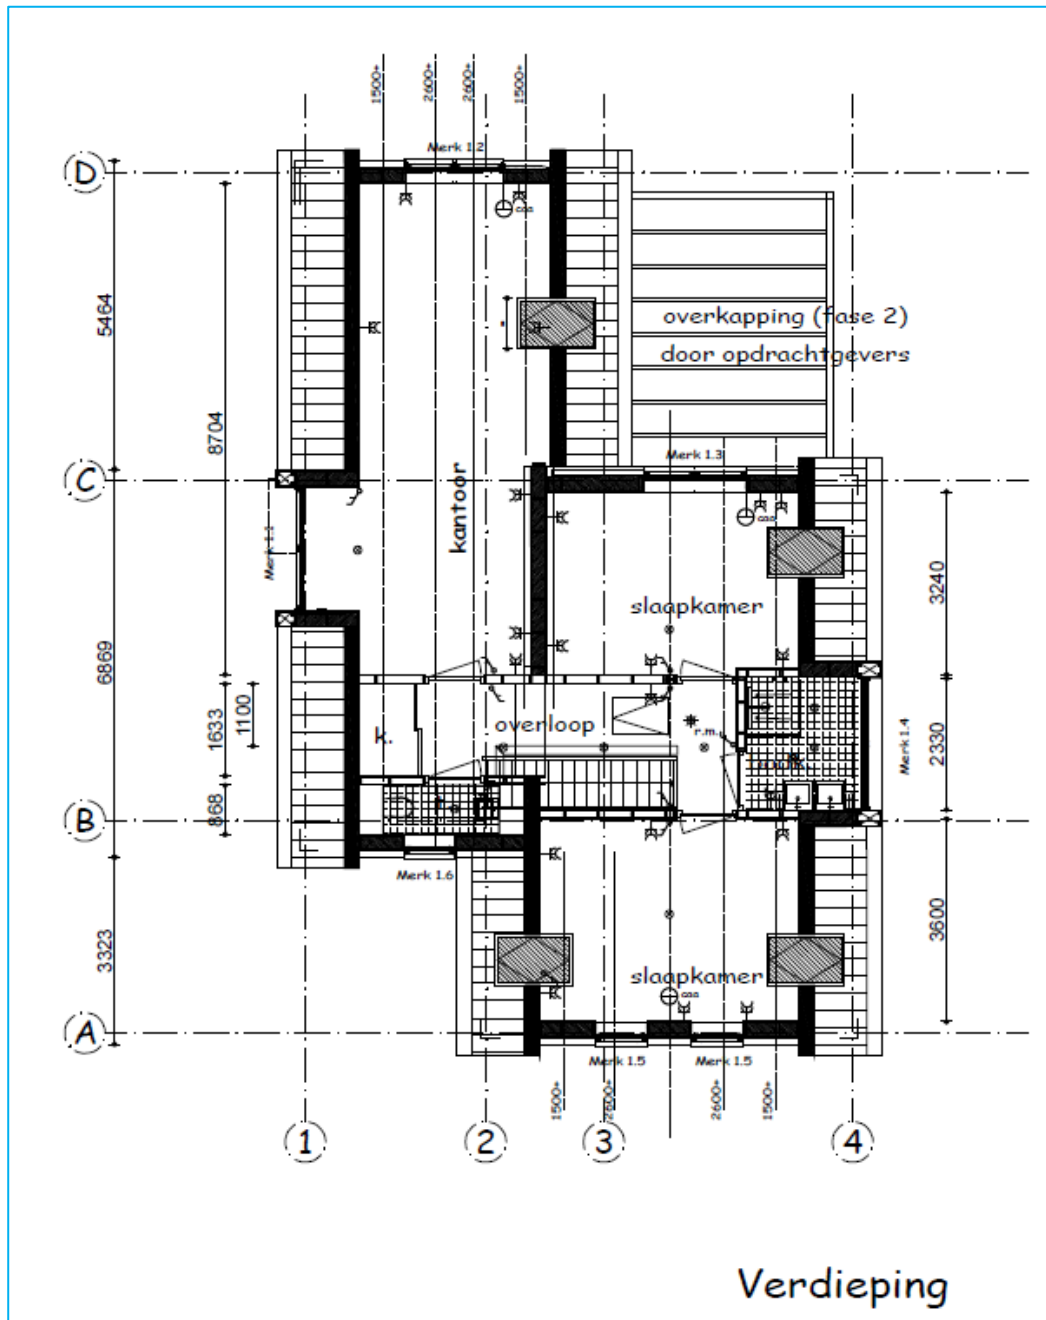 1500+
2600+
2600+
1500+
Merk 1.2
D
overkapping (fase 2)
door opdrachtgevers
5464
8704
kantoor
Merk 1.3
C
Merk 1.1
slaapkamer
3240
6869
1633
1100
overloop
k.
r.m.
Merk 1.4
2330
868
B
Merk 1.6
3323
slaapkamer
3600
A
Merk 1.5
Merk 1.5
1500+
2600+
2600+
1500+
1
2
3
4
Verdieping